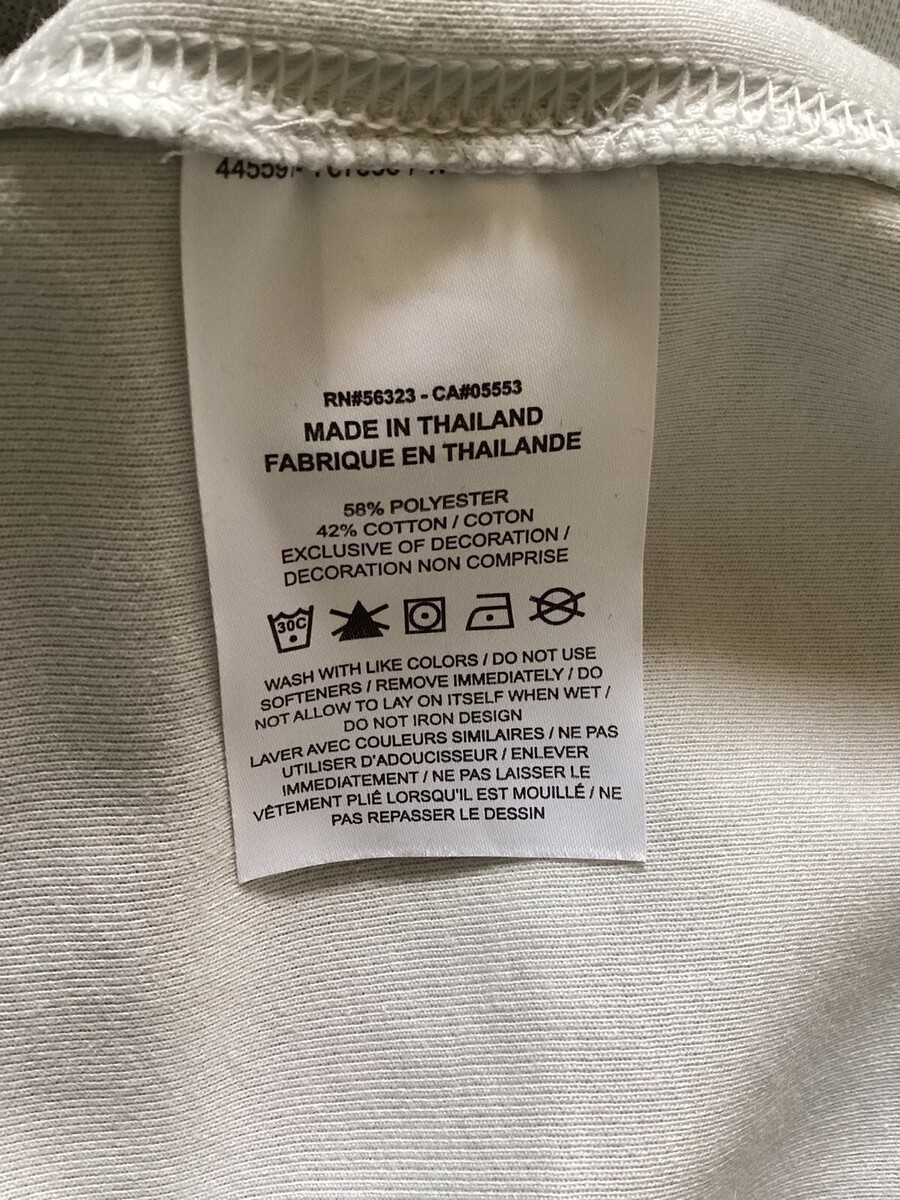 RN#56323 - CA#05553
MADE IN THAILAND
FABRIQUE EN THAILANDE
58% POLYESTER
42% COTTON / COTON
EXCLUSIVE OF DECORATION /
DECORATION NON COMPRISE
30C
WASH WITH LIKE COLORS / DO NOT USE
SOFTENERS / REMOVE IMMEDIATELY / DO
NOT ALLOW TO LAY ON ITSELF WHEN WET /
DO NOT IRON DESIGN
LAVER AVEC COULEURS SIMILAIRES / NE PAS
UTILISER D'ADOUCISSEUR / ENLEVER
IMMEDIATEMENT / NE PAS LAISSER LE
VÊTEMENT PLIÉ LORSQU'IL EST MOUILLÉ / NE
PAS REPASSER LE DESSIN